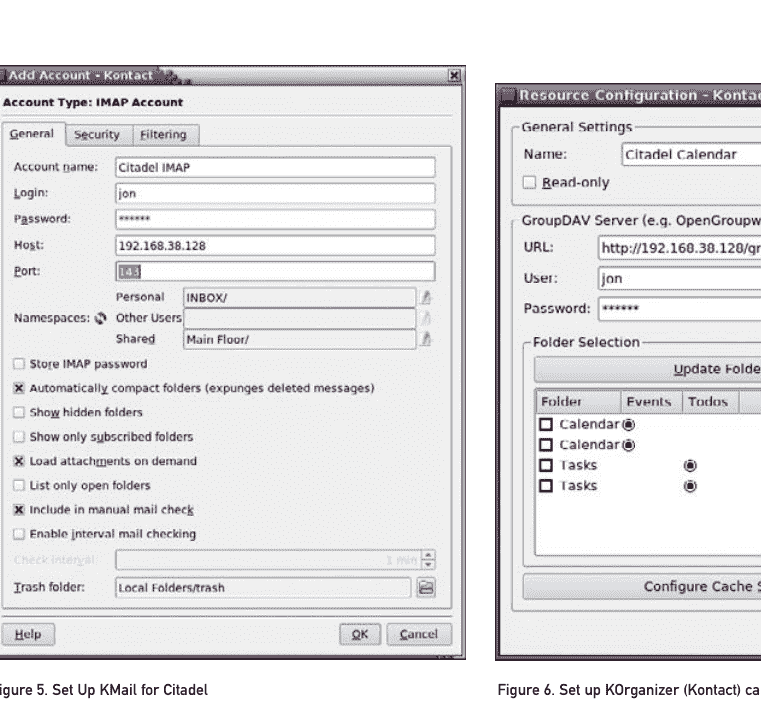 Add Account - Kontact
Account Type: IMAP Account
General Security Filtering
Account name: Citadel IMAP
Login: jon
Password: ******
Host: 192.168.38.128
Port: 143
Personal INBOX/
Namespaces: Other Users
Shared Main Floor/
Store IMAP password
Automatically compact folders (expunges deleted messages)
Show hidden folders
Show only subscribed folders
Load attachments on demand
List only open folders
Include in manual mail check
Enable interval mail checking
Check interval: 1 min
Trash folder: Local Folders/trash
Help OK Cancel
igure 5. Set Up KMail for Citadel
Resource Configuration - Kontac
General Settings
Name: Citadel Calendar
Read-only
GroupDAV Server (e.g. OpenGroupw
URL: http://192.168.38.128/gr
User: jon
Password: ******
Folder Selection
Update Folde
Folder Events Todos
Calendar
Calendar
Tasks
Tasks
Configure Cache S
Figure 6. Set up KOrganizer (Kontact) ca